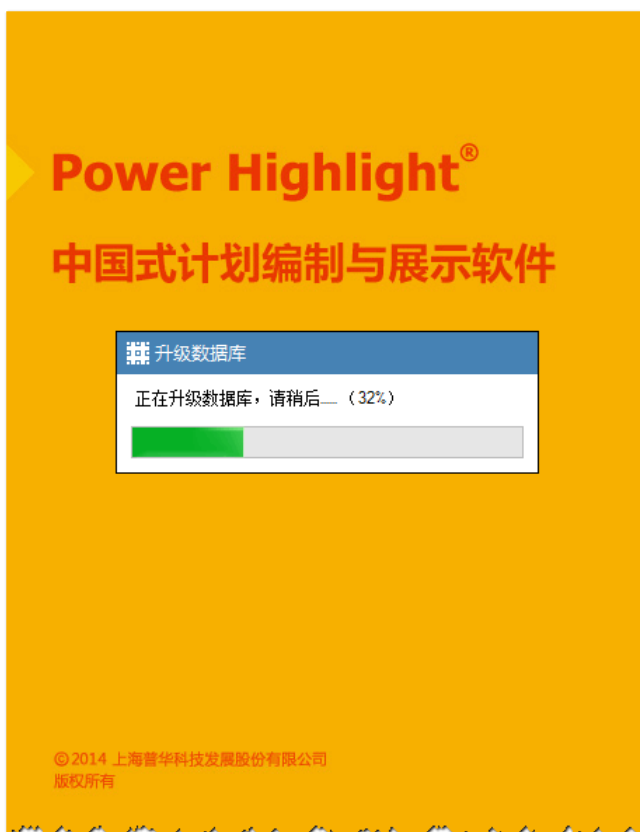 Power Highlight®
中国式计划编制与展示软件
升级数据库
正在升级数据库，请稍后... （32%）
©2014 上海普华科技发展股份有限公司
版权所有